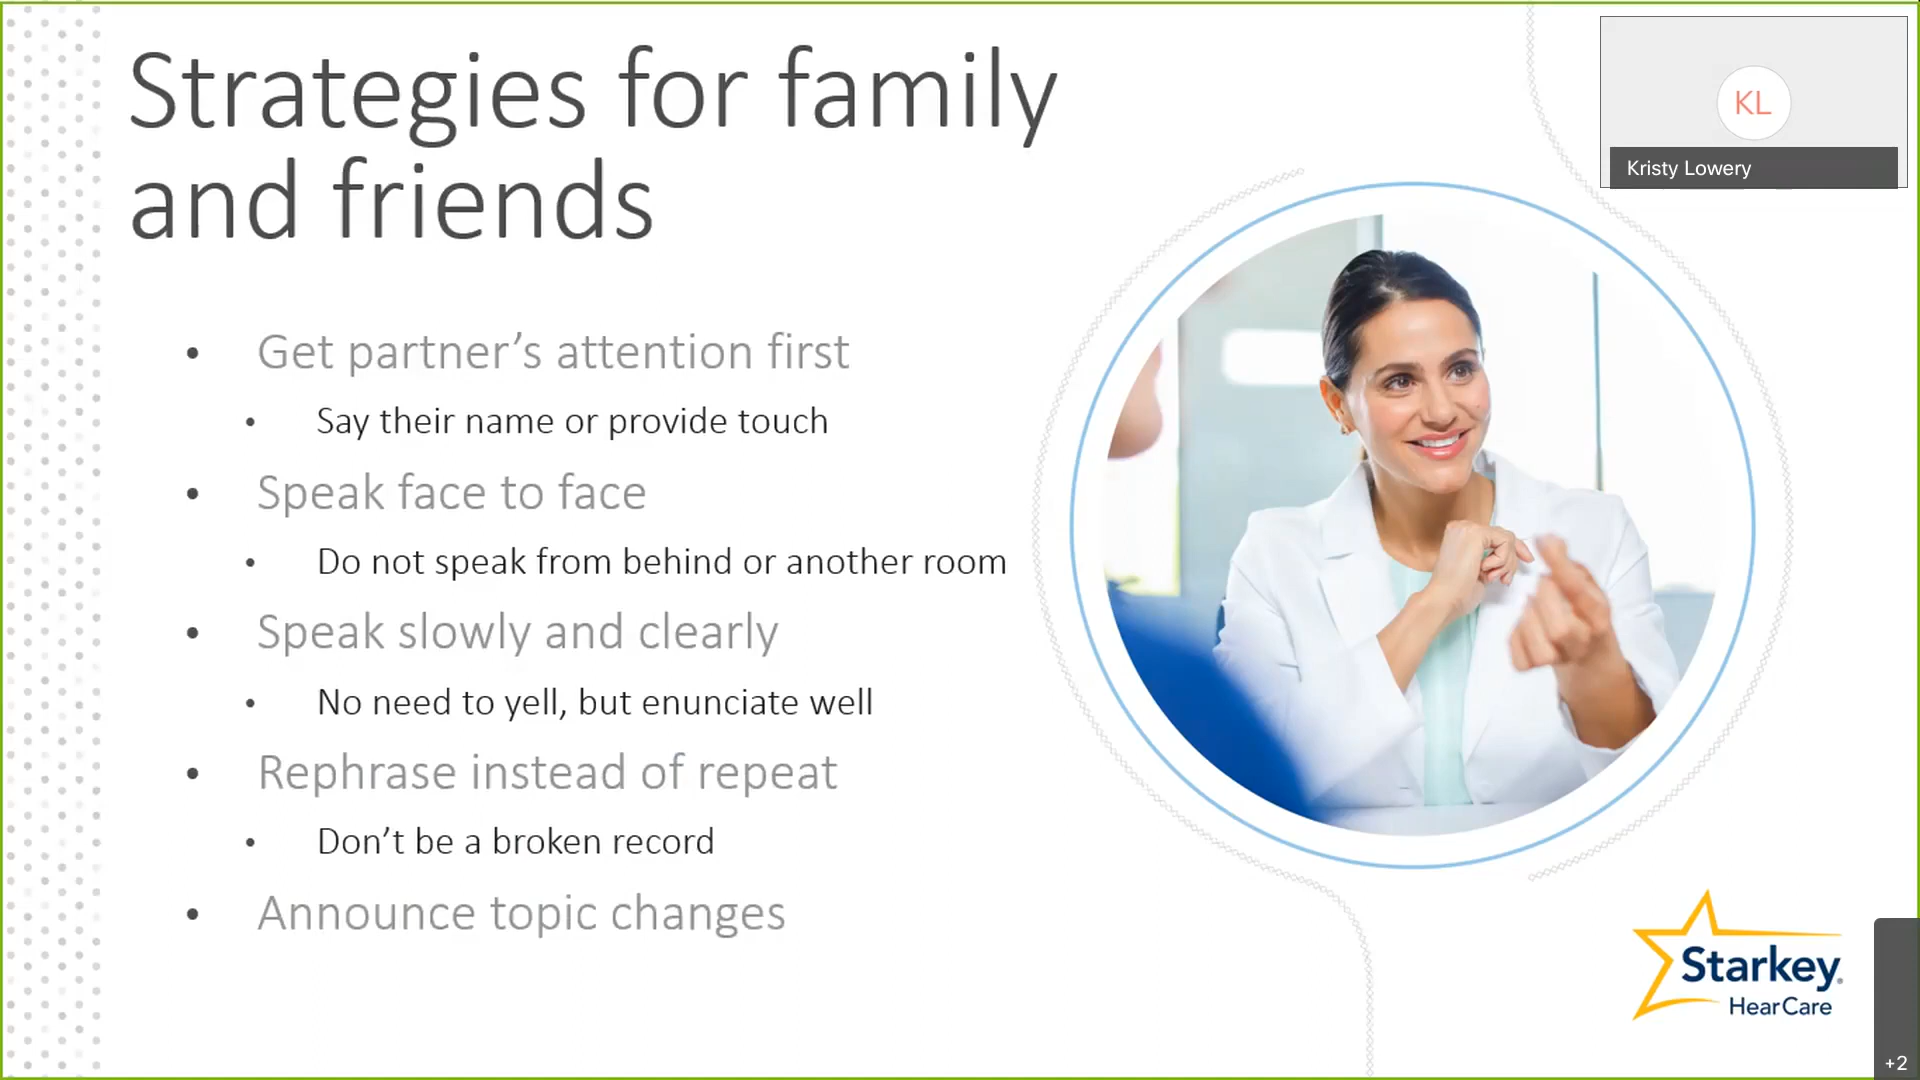 Strategies for family
and friends
KL
Kristy Lowery
• Get partner’s attention first
• Say their name or provide touch
• Speak face to face
• Do not speak from behind or another room
• Speak slowly and clearly
• No need to yell, but enunciate well
• Rephrase instead of repeat
• Don’t be a broken record
• Announce topic changes
Starkey®
HearCare
+2